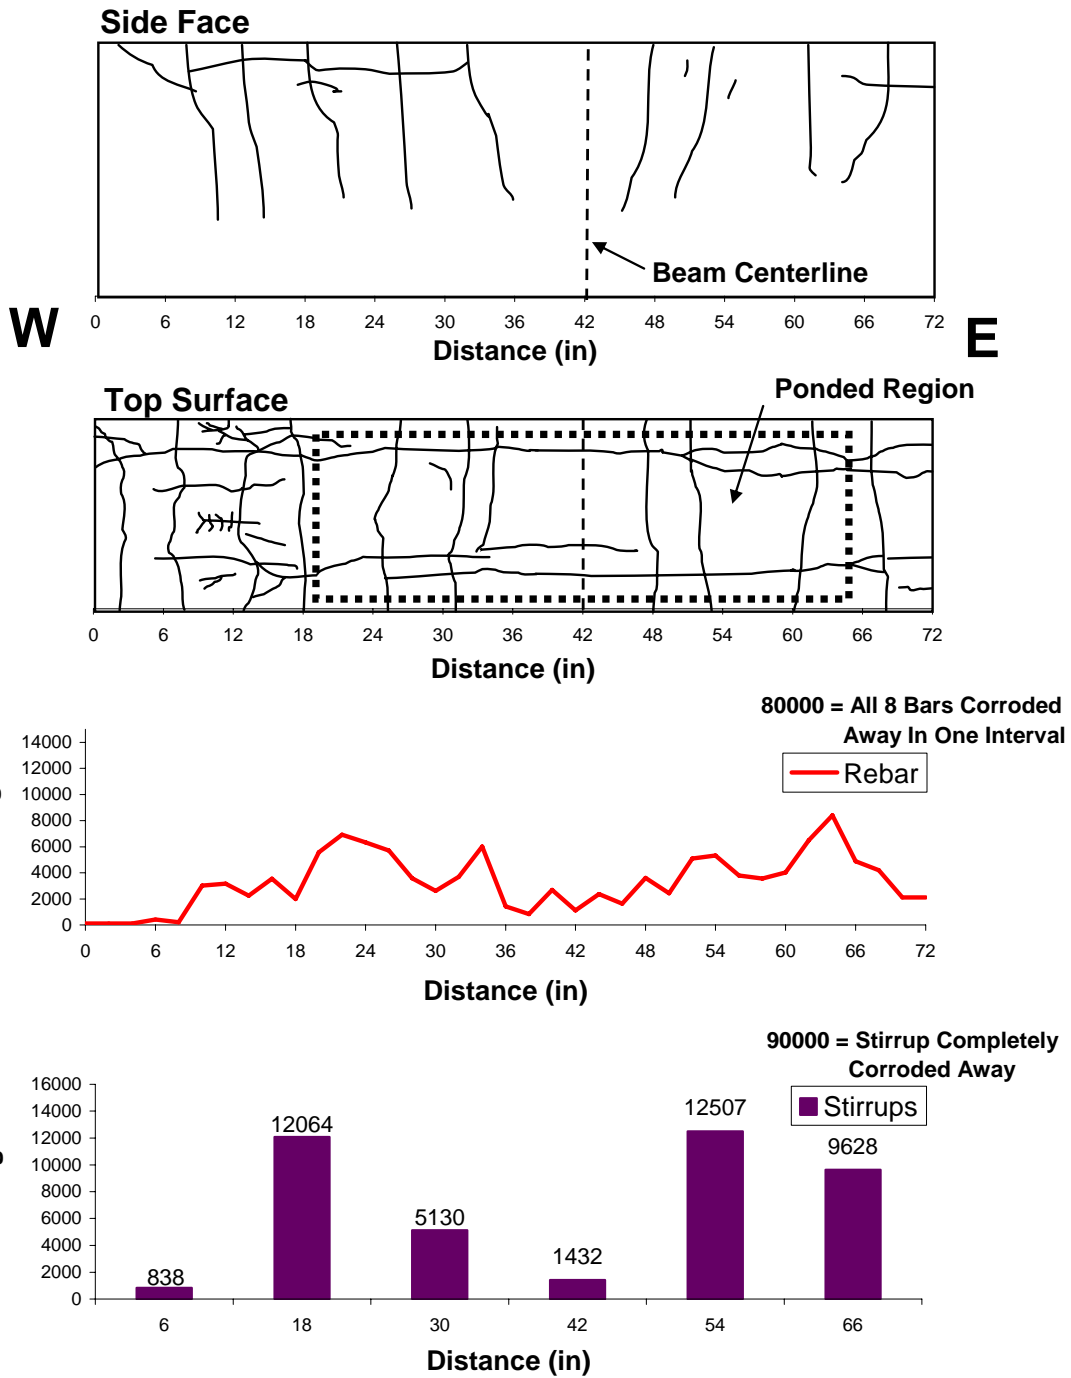 Side Face
Beam Centerline
W
E
0 6 12 18 24 30 36 42 48 54 60 66 72
Distance (in)
Ponded Region
Top Surface
0 6 12 18 24 30 36 42 48 54 60 66 72
Distance (in)
80000 = All 8 Bars Corroded
Away In One Interval
Rebar
14000
12000
10000
8000
6000
4000
2000
0
0 6 12 18 24 30 36 42 48 54 60 66 72
Distance (in)
90000 = Stirrup Completely
Corroded Away
Stirrups
16000
14000
12000
10000
8000
6000
4000
2000
0
838 12064 5130 1432 12507 9628
6 18 30 42 54 66
Distance (in)